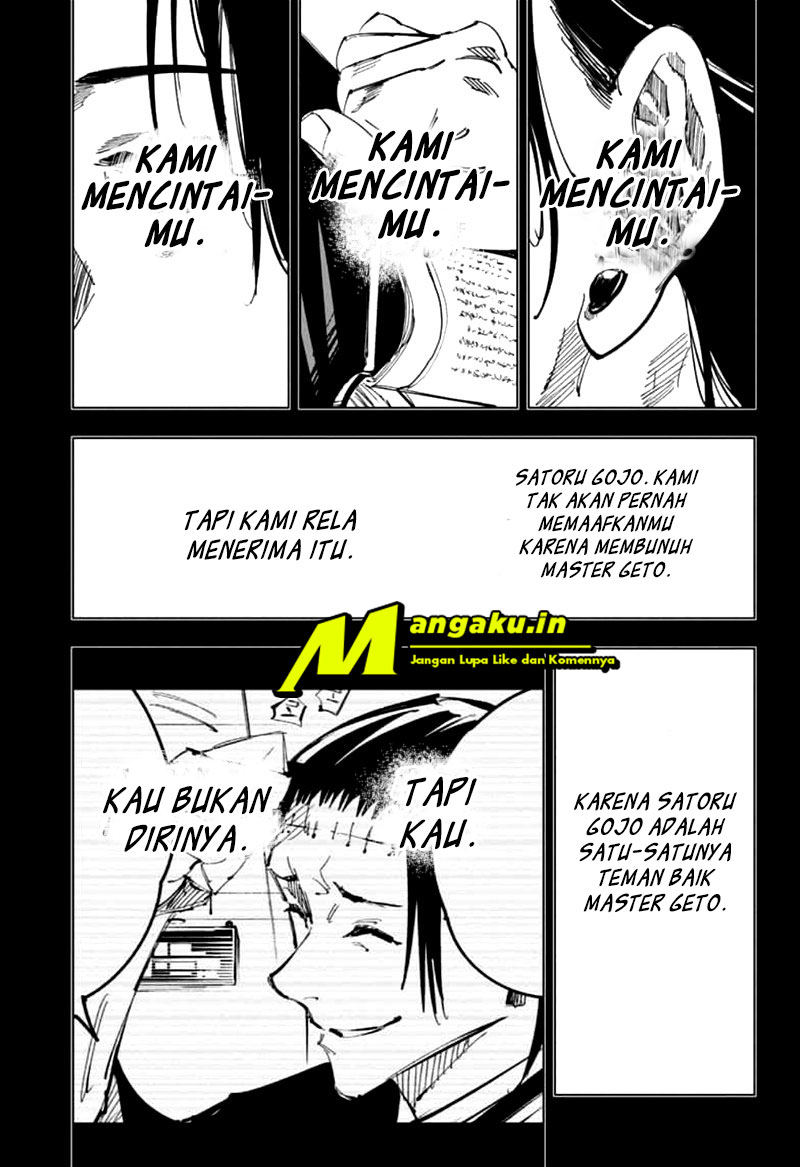 KAMI
MENCINTAI-
MU.
KAMI
MENCINTAI-
MU.
KAMI
MENCINTAI-
MU.
SATORU GOJO. KAMI
TAK AKAN PERNAH
MEMAAFKANMU
KARENA MEMBUNUH
MASTER GETO.
TAPI KAMI RELA
MENERIMA ITU.
Mangaku.in
Jangan Lupa Like dan Komennya
KARENA SATORU
GOJO ADALAH
SATU-SATUNYA
TEMAN BAIK
MASTER GETO.
TAPI
KAU.
KAU BUKAN
DIRINYA.